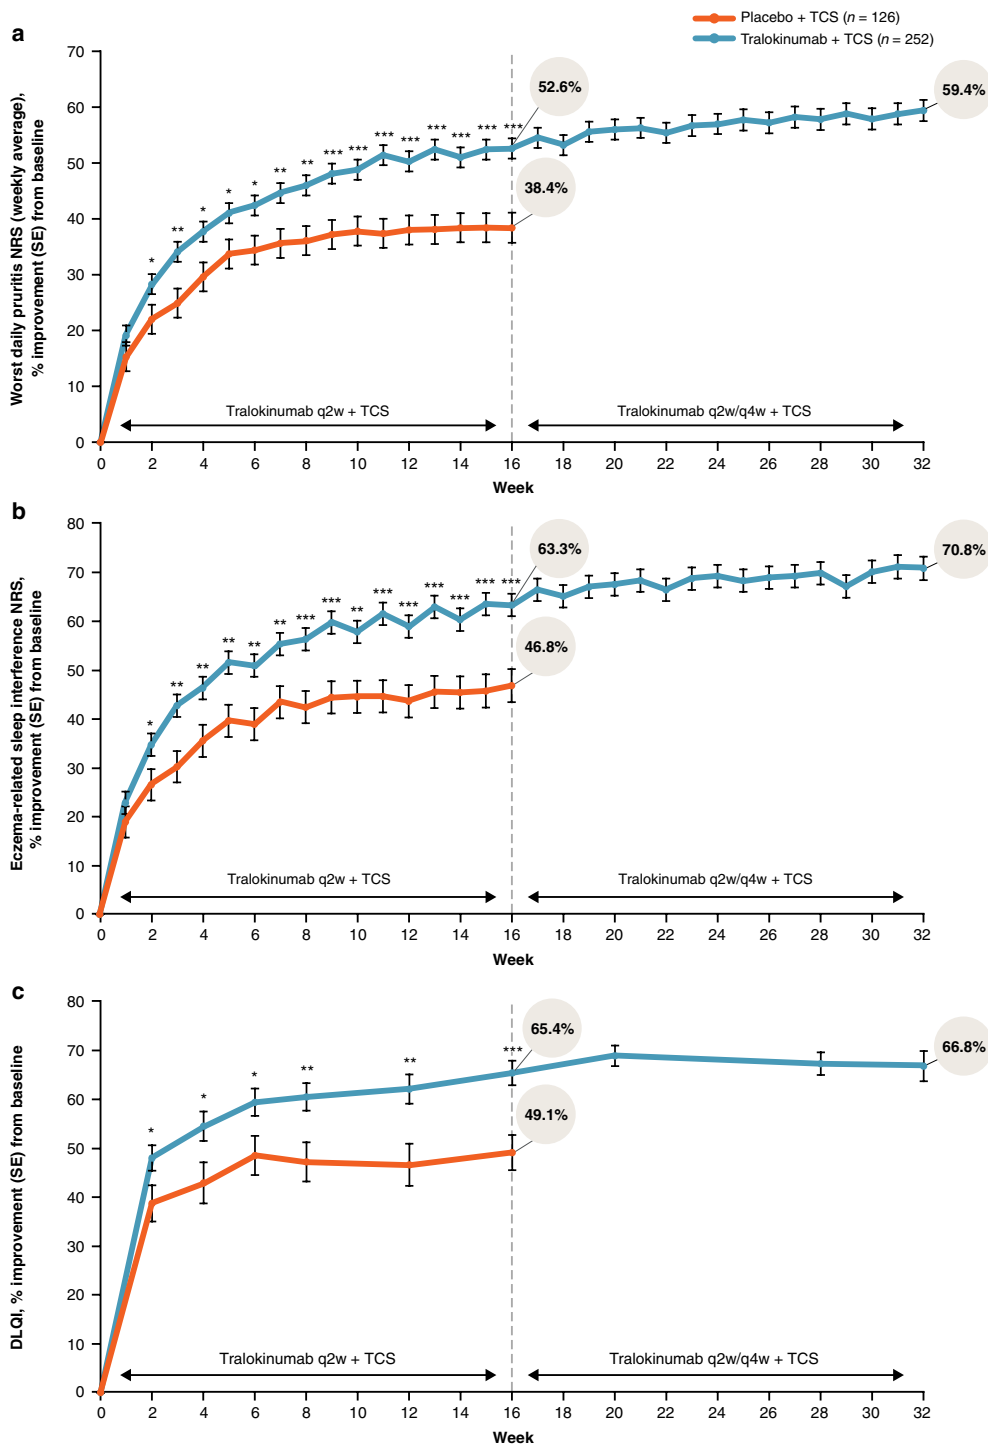 Placebo + TCS (n = 126)
Tralokinumab + TCS (n = 252)
a
Worst daily pruritis NRS (weekly average),
% improvement (SE) from baseline
70
60
50
40
30
20
10
0
* ** * * * ** ** *** *** *** *** *** *** *** ***
52.6%
38.4%
59.4%
Tralokinumab q2w + TCS
Tralokinumab q2w/q4w + TCS
0 2 4 6 8 10 12 14 16 18 20 22 24 26 28 30 32
Week
b
Eczema-related sleep interference NRS,
% improvement (SE) from baseline
80
70
60
50
40
30
20
10
0
* ** ** ** ** ** *** *** ** *** *** *** *** *** ***
63.3%
46.8%
70.8%
Tralokinumab q2w + TCS
Tralokinumab q2w/q4w + TCS
0 2 4 6 8 10 12 14 16 18 20 22 24 26 28 30 32
Week
c
DLQI, % improvement (SE) from baseline
80
70
60
50
40
30
20
10
0
* * * ** ** ***
65.4%
49.1%
66.8%
Tralokinumab q2w + TCS
Tralokinumab q2w/q4w + TCS
0 2 4 6 8 10 12 14 16 18 20 22 24 26 28 30 32
Week